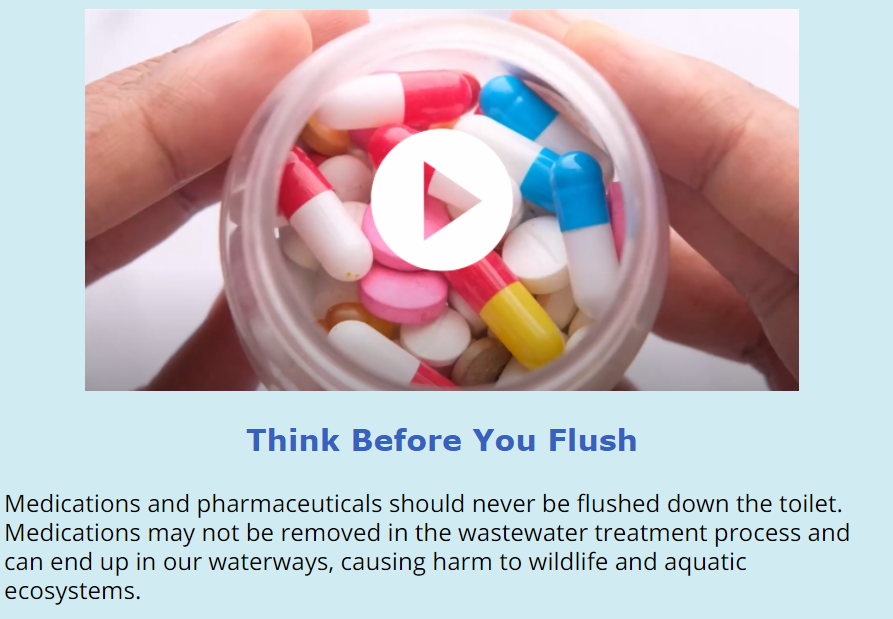 Think Before You Flush
Medications and pharmaceuticals should never be flushed down the toilet.
Medications may not be removed in the wastewater treatment process and
can end up in our waterways, causing harm to wildlife and aquatic
ecosystems.